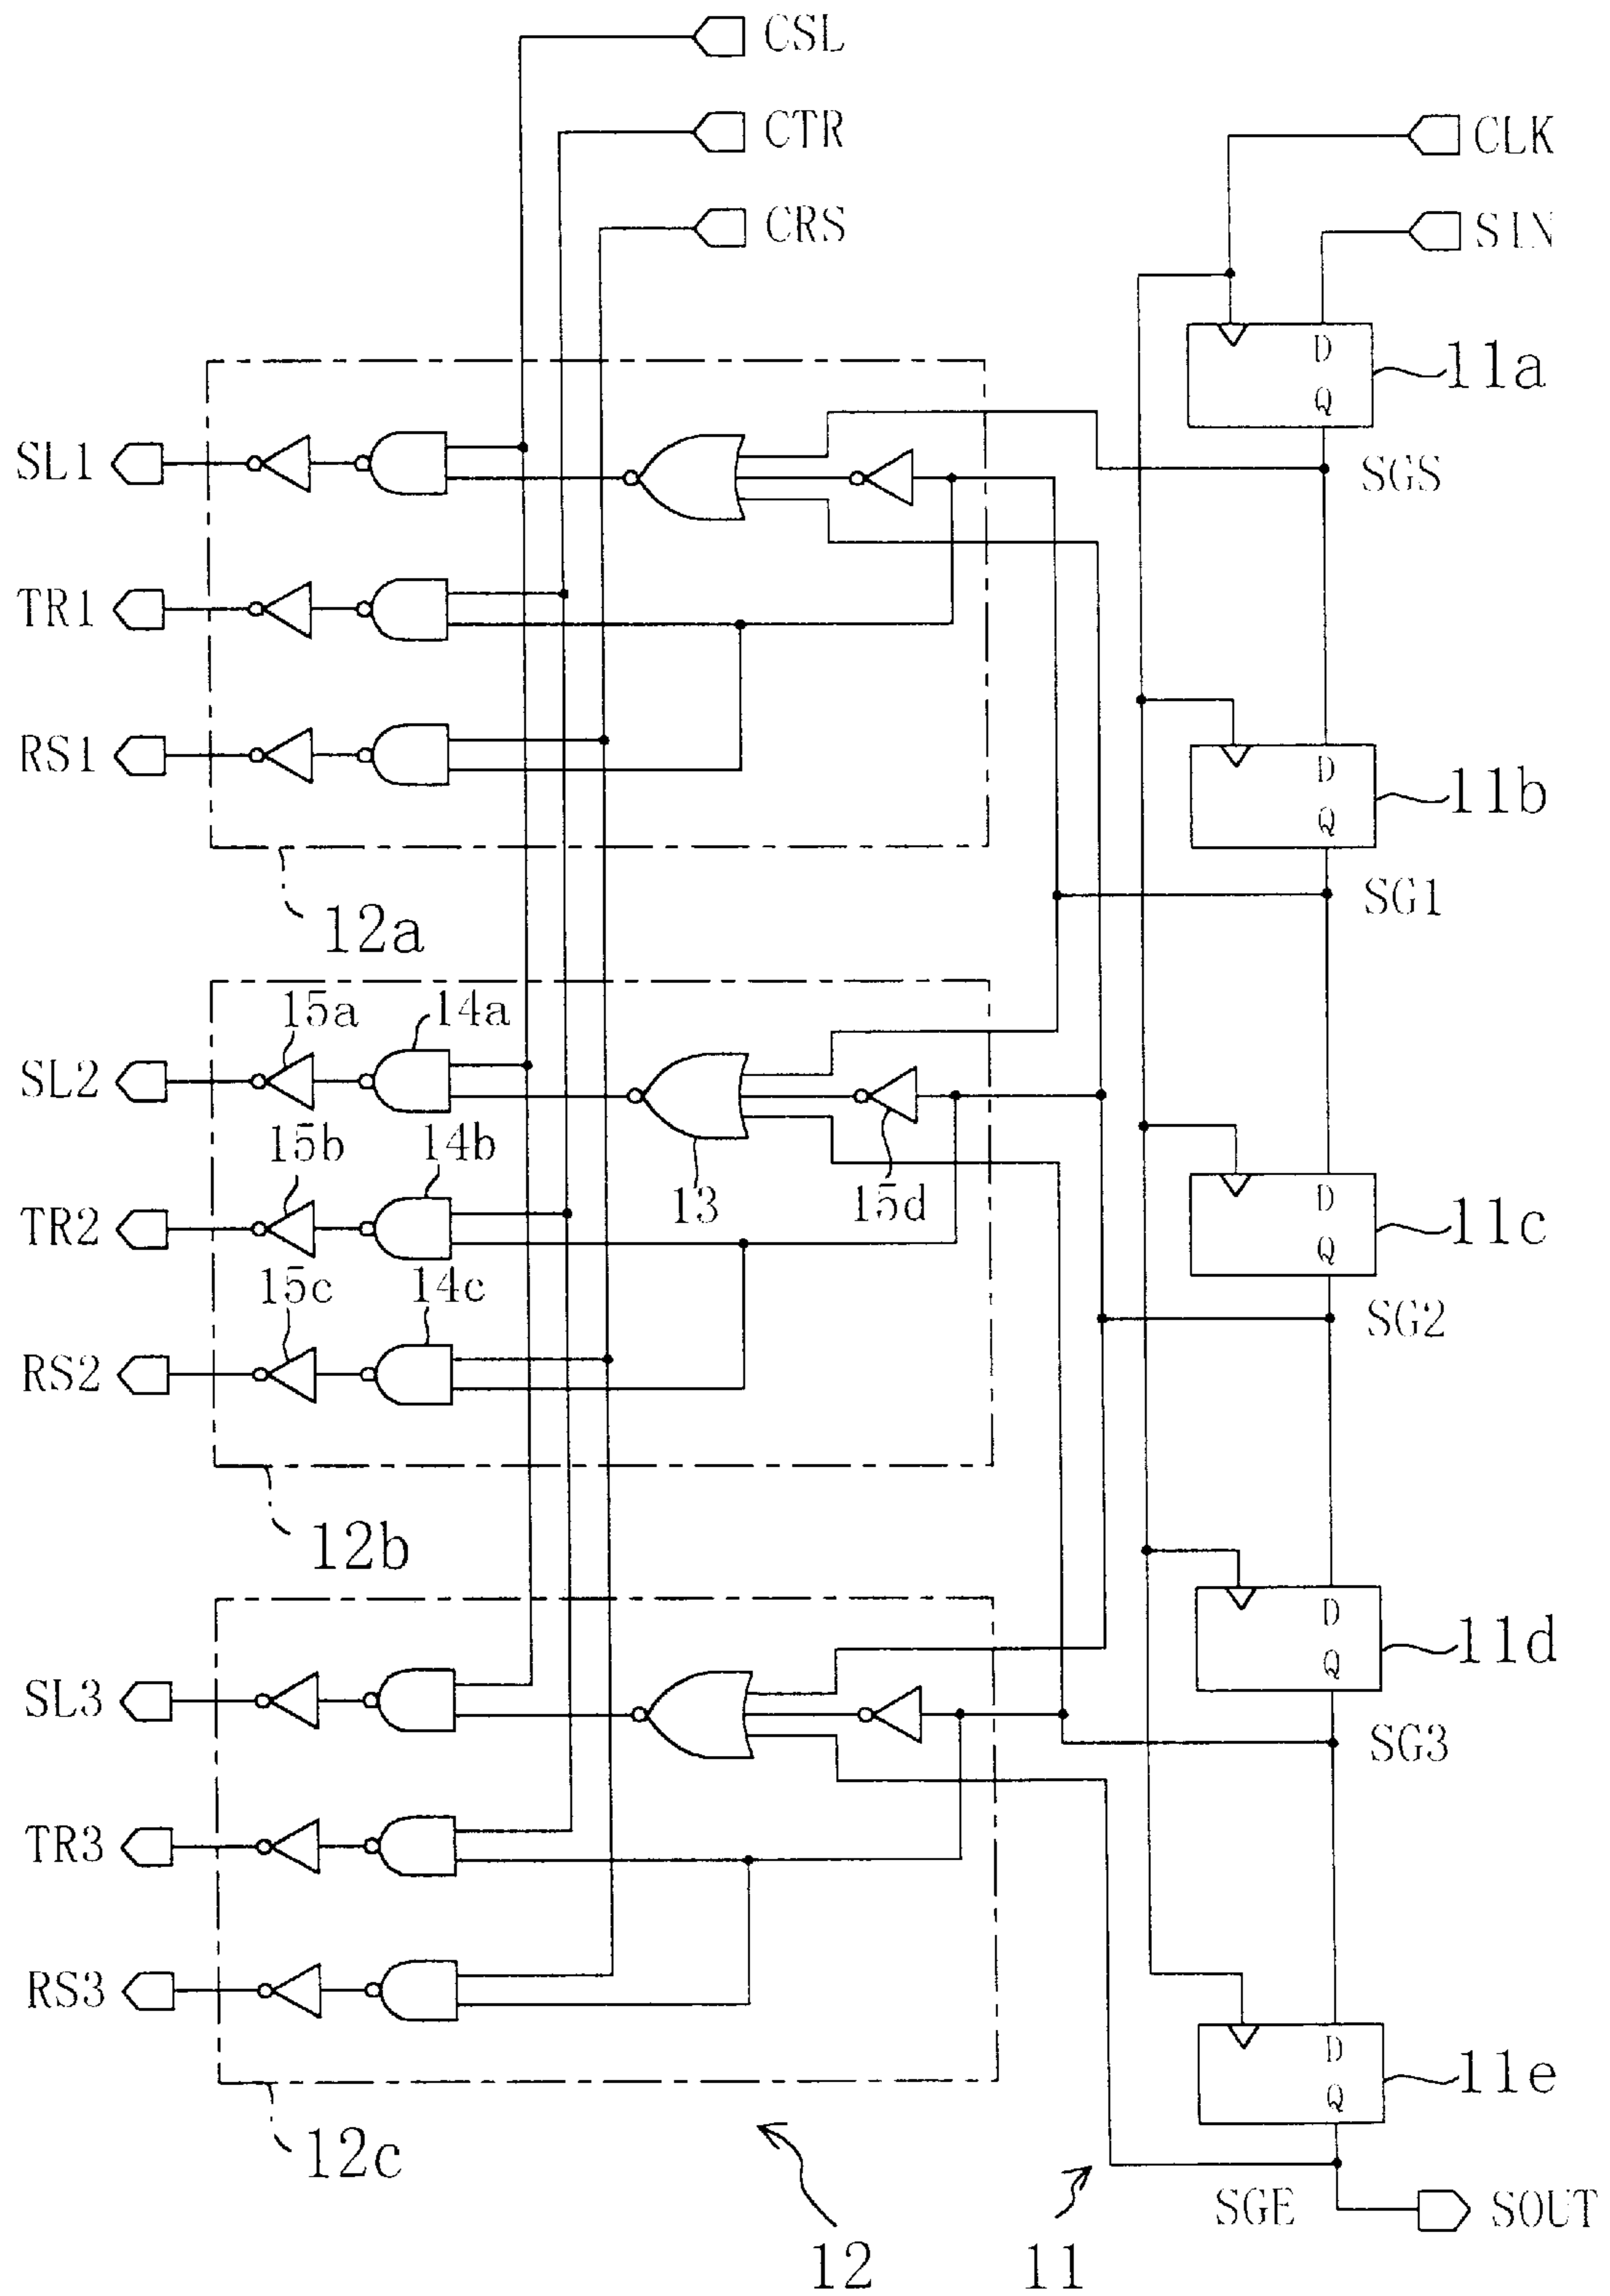 CSL
CTR
CRS
CLK
SIN
D
Q
11a
SGS
SL1
TR1
RS1
12a
D
Q
11b
SG1
15a
14a
SL2
15b
14b
13
15d
TR2
15c
14c
RS2
12b
D
Q
11c
SG2
SL3
TR3
RS3
12c
D
Q
11d
SG3
D
Q
11e
SGE
SOUT
12
11